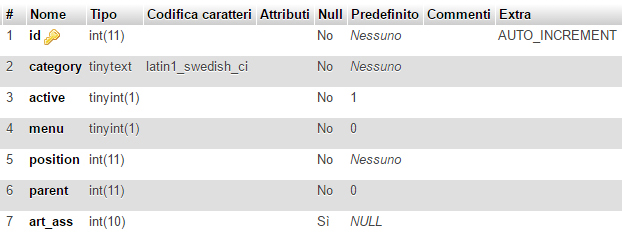 # Nome Tipo Codifica caratteri Attributi Null Predefinito Commenti Extra
1 id int(11) No Nessuno AUTO_INCREMENT
2 category tinytext latin1_swedish_ci No Nessuno
3 active tinyint(1) No 1
4 menu tinyint(1) No 0
5 position int(11) No Nessuno
6 parent int(11) No 0
7 art_ass int(10) Sì NULL